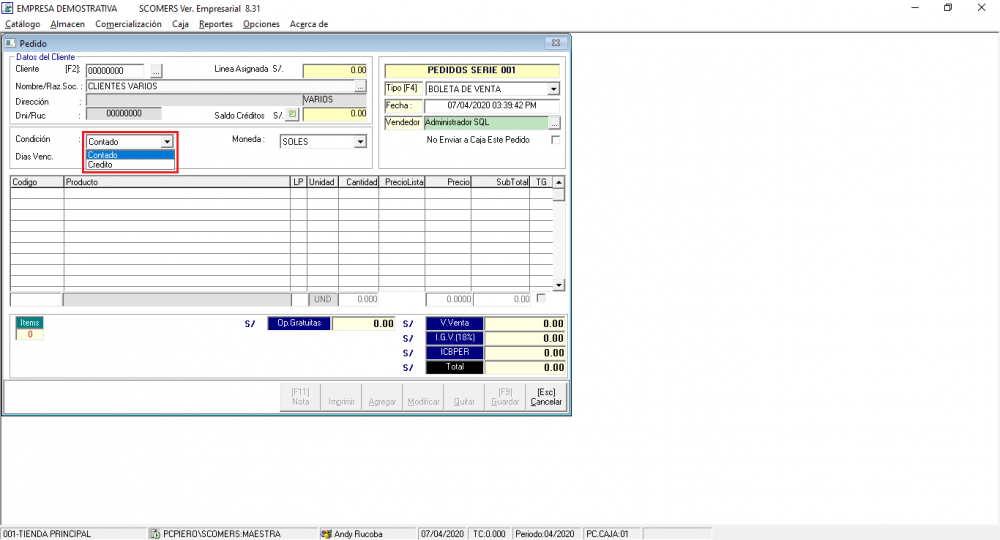 EMPRESA DEMOSTRATIVA SCOMERS Ver. Empresarial 8.31
Catálogo Almacen Comercialización Caja Reportes Opciones Acerca de
Pedido
Datos del Cliente
Cliente [F2]: 00000000 ... Linea Asignada S/. 0.00
Nombre/Raz.Soc. : CLIENTES VARIOS ...
Dirección : VARIOS
Dni/Ruc : 00000000 Saldo Créditos S/. 0.00
PEDIDOS SERIE 001
Tipo [F4] BOLETA DE VENTA
Fecha : 07/04/2020 03:39:42 PM
Vendedor Administrador SQL ...
No Enviar a Caja Este Pedido
Condición : Contado Moneda : SOLES
Contado
Credito
Dias Venc.
Codigo Producto LP Unidad Cantidad PrecioLista Precio SubTotal TG
UND 0.000 0.0000 0.00
Items
0
S/ Op.Gratuitas 0.00 S/ V.Venta 0.00
S/ I.G.V.(18%) 0.00
S/ ICBPER 0.00
S/ Total 0.00
[F11] Nota
Imprimir
Agregar
Modificar
Quitar
[F9] Guardar
[Esc] Cancelar
001-TIENDA PRINCIPAL PCPIERO\SCOMERS:MAESTRA Andy Rucoba 07/04/2020 TC:0.000 Periodo:04/2020 PC.CAJA:01